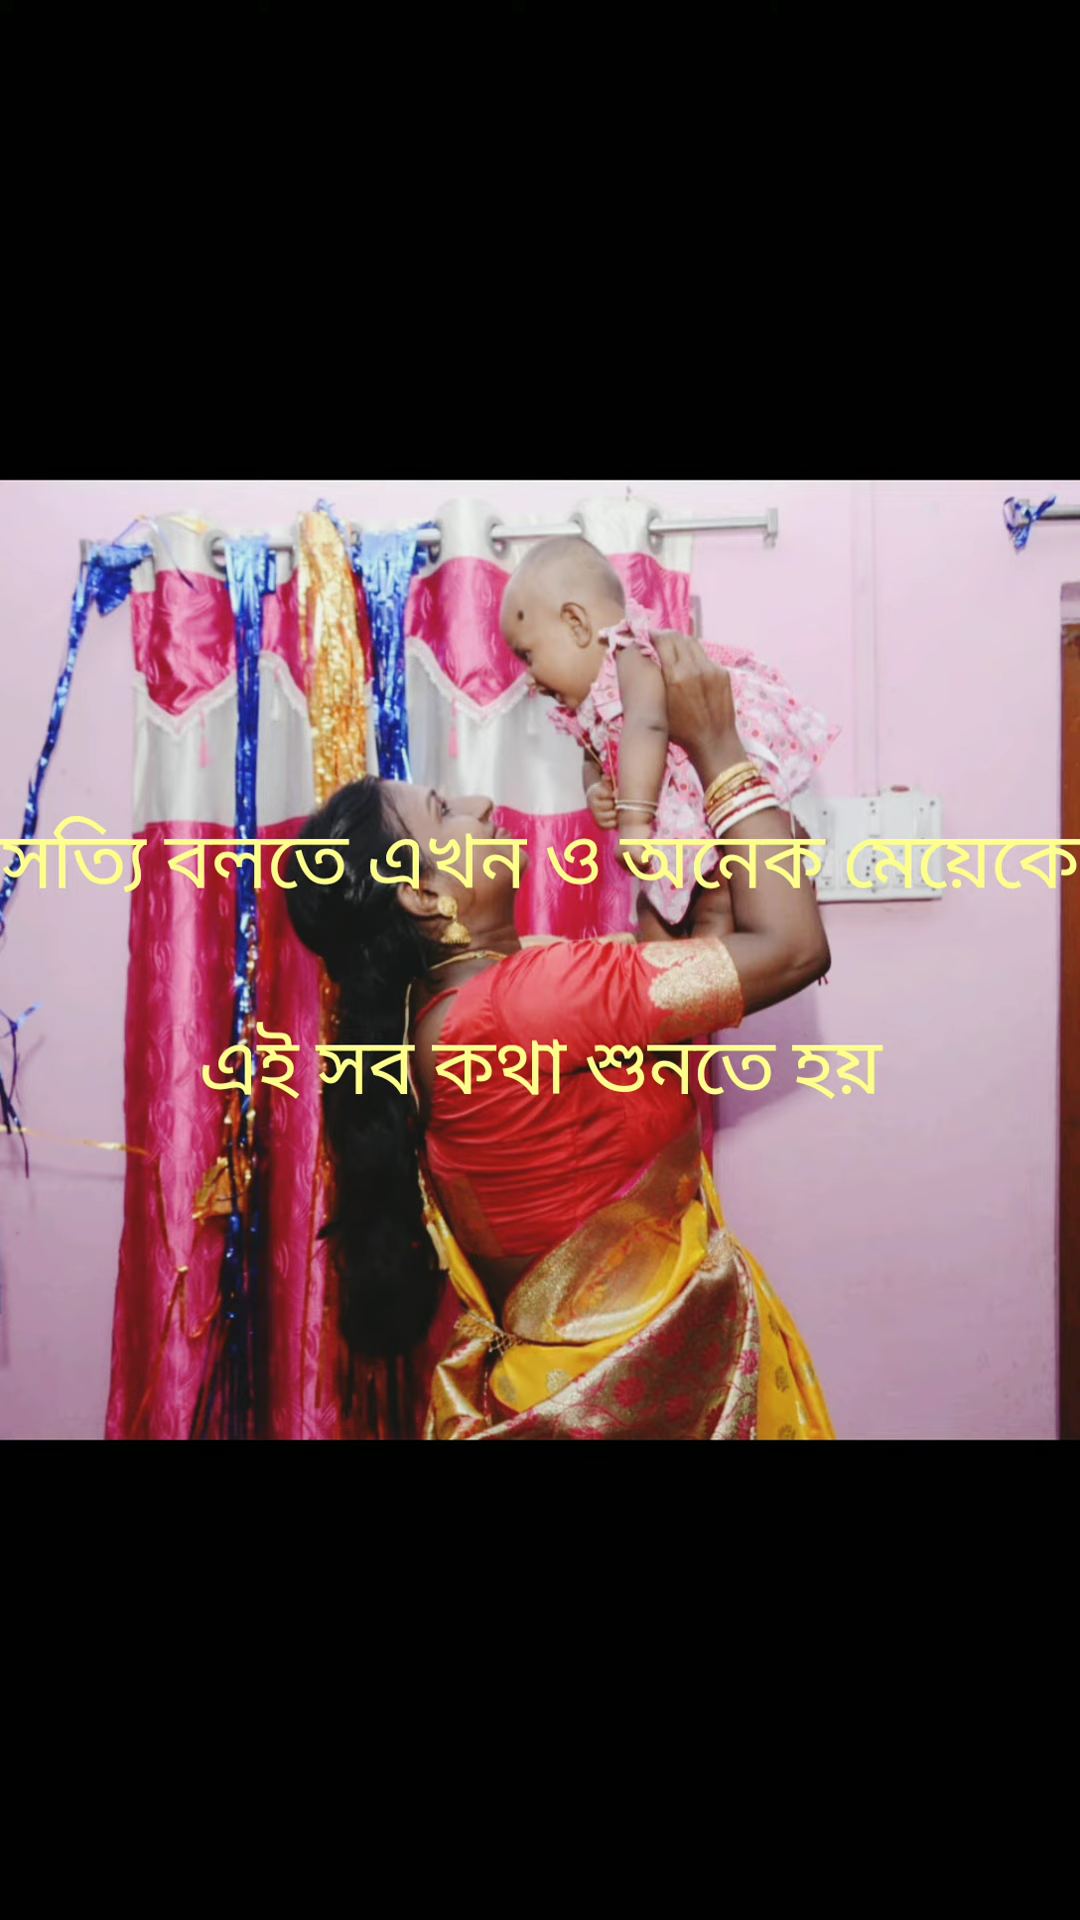 সত্যি বলতে এখন ও অনেক মেয়েকে
এই সব কথা শুনতে হয়